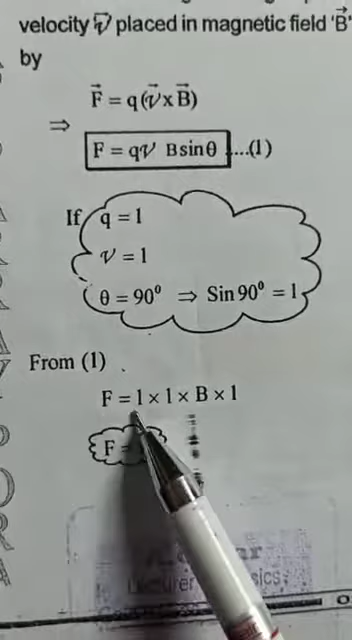 velocity v⃗ placed in magnetic field 'B⃗'
by
F⃗ = q(v⃗ x B⃗)
⇒ F = qv B sin θ ....(1)
If q = 1
v = 1
θ = 90° ⇒ Sin 90° = 1
From (1)
F = 1 × 1 × B × 1
F =